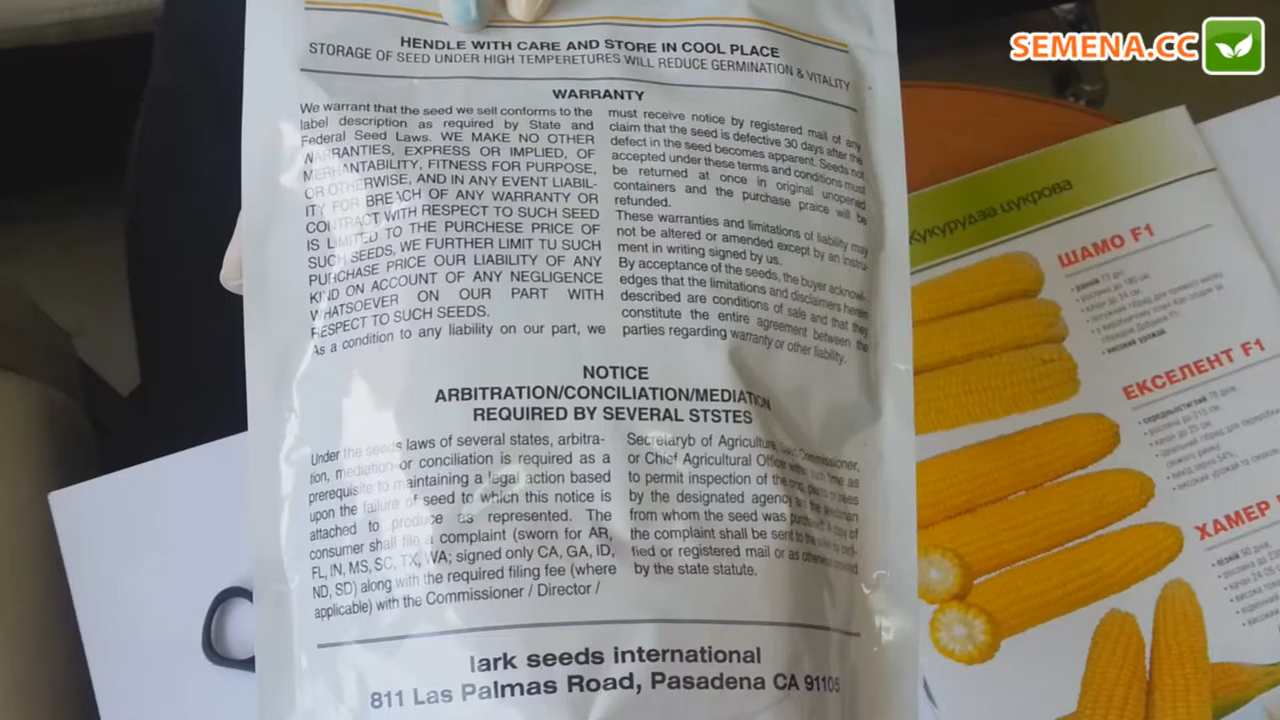 SEMENA.CC
HENDLE WITH CARE AND STORE IN COOL PLACE
STORAGE OF SEED UNDER HIGH TEMPERETURES WILL REDUCE GERMINATION & VITALITY
WARRANTY
We warrant that the seed we sell conforms to the
label description as required by State and
Federal Seed Laws. WE MAKE NO OTHER
WARRANTIES, EXPRESS OR IMPLIED, OF
MERHANTABILITY, FITNESS FOR PURPOSE,
OR OTHERWISE, AND IN ANY EVENT LIABIL-
ITY FOR BREACH OF ANY WARRANTY OR
CONTRACT WITH RESPECT TO SUCH SEED
IS LIMITED TO THE PURCHESE PRICE OF
SUCH SEEDS, WE FURTHER LIMIT TU SUCH
PURCHASE PRICE OUR LIABILITY OF ANY
KIND ON ACCOUNT OF ANY NEGLIGENCE
WHATSOEVER ON OUR PART WITH
RESPECT TO SUCH SEEDS.
As a condition to any liability on our part, we
must receive notice by registered mail of any
claim that the seed is defective 30 days after the
defect in the seed becomes apparent. Seeds not
accepted under these terms and conditions must
be returned at once in original unopened
containers and the purchase praice will be
refunded.
These warranties and limitations of liability may
not be altered or amended except by an instru-
ment in writing signed by us.
By acceptance of the seeds, the buyer acknowl-
edges that the limitations and disclaimers herein
described are conditions of sale and that they
constitute the entire agreement between the
parties regarding warranty or other liability.
NOTICE
ARBITRATION/CONCILIATION/MEDIATION
REQUIRED BY SEVERAL STSTES
Under the seeds laws of several states, arbitra-
tion, mediation or conciliation is required as a
prerequisite to maintaining a legal action based
upon the failure of seed to which this notice is
attached to produce as represented. The
consumer shall file a complaint (sworn for AR,
FL, IN, MS, SC, TX, WA; signed only CA, GA, ID,
ND, SD) along with the required filing fee (where
applicable) with the Commissioner / Director /
Secretaryb of Agriculture, Commissioner,
or Chief Agricultural Office time as
to permit inspection of the
by the designated agency the
from whom the seed was of
the complaint shall be sent to
fied or registered mail or as
by the state statute.
lark seeds international
811 Las Palmas Road, Pasadena CA 91105
Кукурудза цукрова
ШАМО F1
• ранній 73 дні,
• високий урожай
ЕКСЕЛЕНТ F1
ХАМЕР